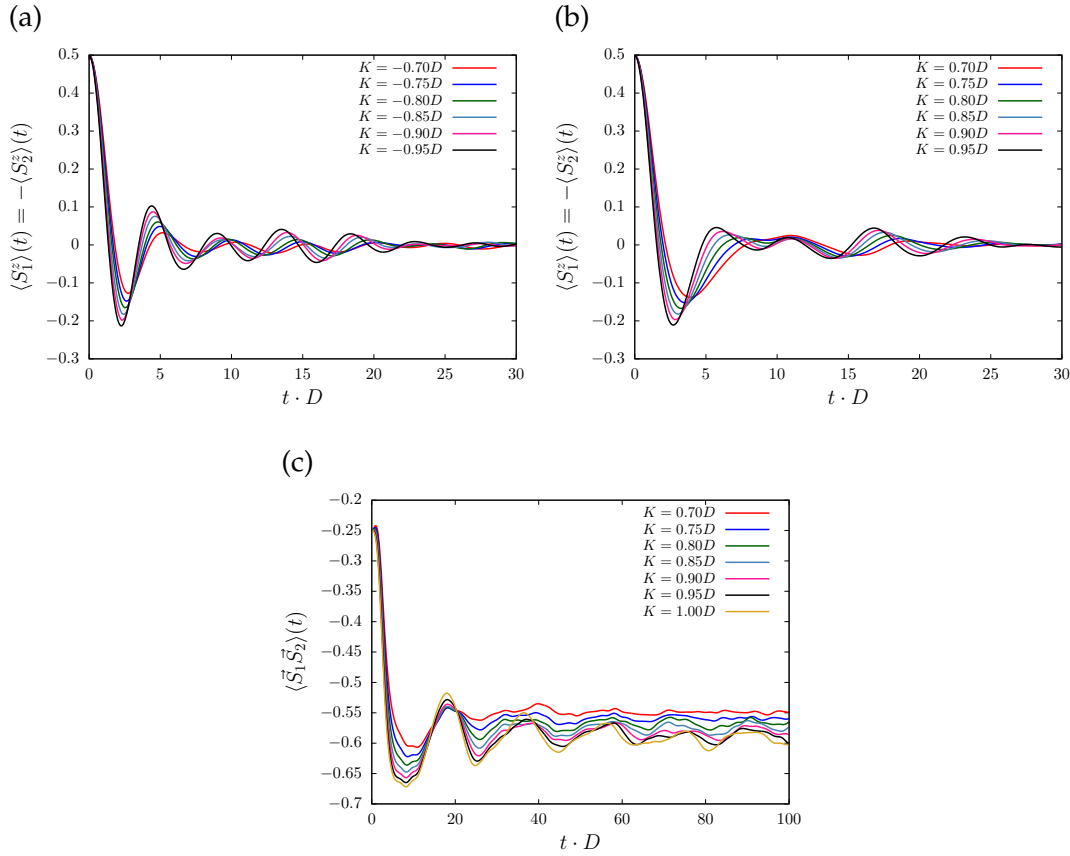 (a)
0.5
0.4
0.3
0.2
0.1
0
−0.1
−0.2
−0.3
0 5 10 15 20 25 30
t · D
⟨S₁ᶻ⟩(t) = −⟨S₂ᶻ⟩(t)
K = −0.70D
K = −0.75D
K = −0.80D
K = −0.85D
K = −0.90D
K = −0.95D
(b)
0.5
0.4
0.3
0.2
0.1
0
−0.1
−0.2
−0.3
0 5 10 15 20 25 30
t · D
⟨S₁ᶻ⟩(t) = −⟨S₂ᶻ⟩(t)
K = 0.70D
K = 0.75D
K = 0.80D
K = 0.85D
K = 0.90D
K = 0.95D
(c)
−0.2
−0.25
−0.3
−0.35
−0.4
−0.45
−0.5
−0.55
−0.6
−0.65
−0.7
0 20 40 60 80 100
t · D
⟨S⃗₁S⃗₂⟩(t)
K = 0.70D
K = 0.75D
K = 0.80D
K = 0.85D
K = 0.90D
K = 0.95D
K = 1.00D